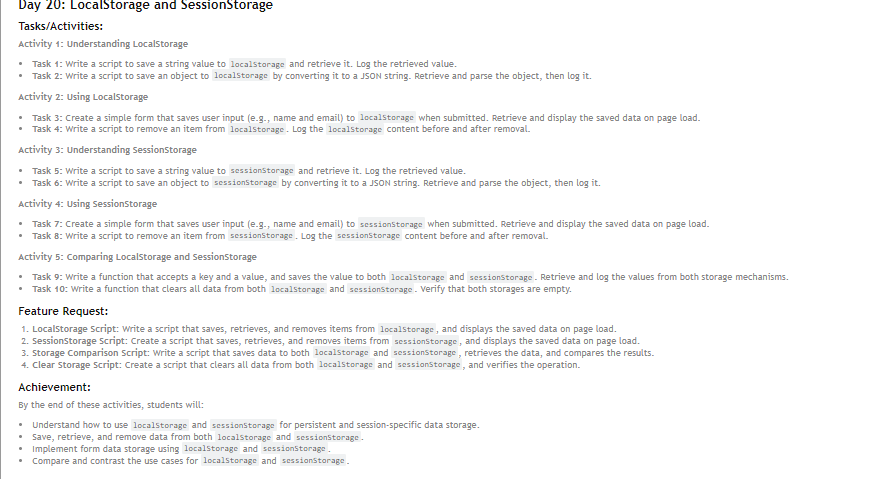 Day 20: LocalStorage and SessionStorage
Tasks/Activities:
Activity 1: Understanding LocalStorage
• Task 1: Write a script to save a string value to localStorage and retrieve it. Log the retrieved value.
• Task 2: Write a script to save an object to localStorage by converting it to a JSON string. Retrieve and parse the object, then log it.
Activity 2: Using LocalStorage
• Task 3: Create a simple form that saves user input (e.g., name and email) to localStorage when submitted. Retrieve and display the saved data on page load.
• Task 4: Write a script to remove an item from localStorage. Log the localStorage content before and after removal.
Activity 3: Understanding SessionStorage
• Task 5: Write a script to save a string value to sessionStorage and retrieve it. Log the retrieved value.
• Task 6: Write a script to save an object to sessionStorage by converting it to a JSON string. Retrieve and parse the object, then log it.
Activity 4: Using SessionStorage
• Task 7: Create a simple form that saves user input (e.g., name and email) to sessionStorage when submitted. Retrieve and display the saved data on page load.
• Task 8: Write a script to remove an item from sessionStorage. Log the sessionStorage content before and after removal.
Activity 5: Comparing LocalStorage and SessionStorage
• Task 9: Write a function that accepts a key and a value, and saves the value to both localStorage and sessionStorage. Retrieve and log the values from both storage mechanisms.
• Task 10: Write a function that clears all data from both localStorage and sessionStorage. Verify that both storages are empty.
Feature Request:
1. LocalStorage Script: Write a script that saves, retrieves, and removes items from localStorage, and displays the saved data on page load.
2. SessionStorage Script: Create a script that saves, retrieves, and removes items from sessionStorage, and displays the saved data on page load.
3. Storage Comparison Script: Write a script that saves data to both localStorage and sessionStorage, retrieves the data, and compares the results.
4. Clear Storage Script: Create a script that clears all data from both localStorage and sessionStorage, and verifies the operation.
Achievement:
By the end of these activities, students will:
• Understand how to use localStorage and sessionStorage for persistent and session-specific data storage.
• Save, retrieve, and remove data from both localStorage and sessionStorage.
• Implement form data storage using localStorage and sessionStorage.
• Compare and contrast the use cases for localStorage and sessionStorage.